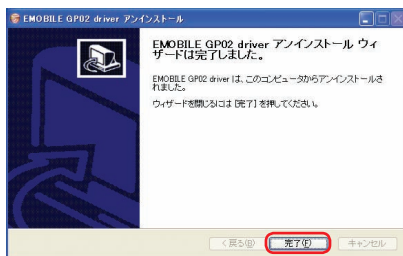 EMOBILE GP02 driver アンインストール
EMOBILE GP02 driver アンインストール ウィ
ザードは完了しました。
EMOBILE GP02 driver は、このコンピュータからアンインストールさ
れました。
ウィザードを閉じるには [完了] を押してください。
< 戻る(B)
完了(F)
キャンセル